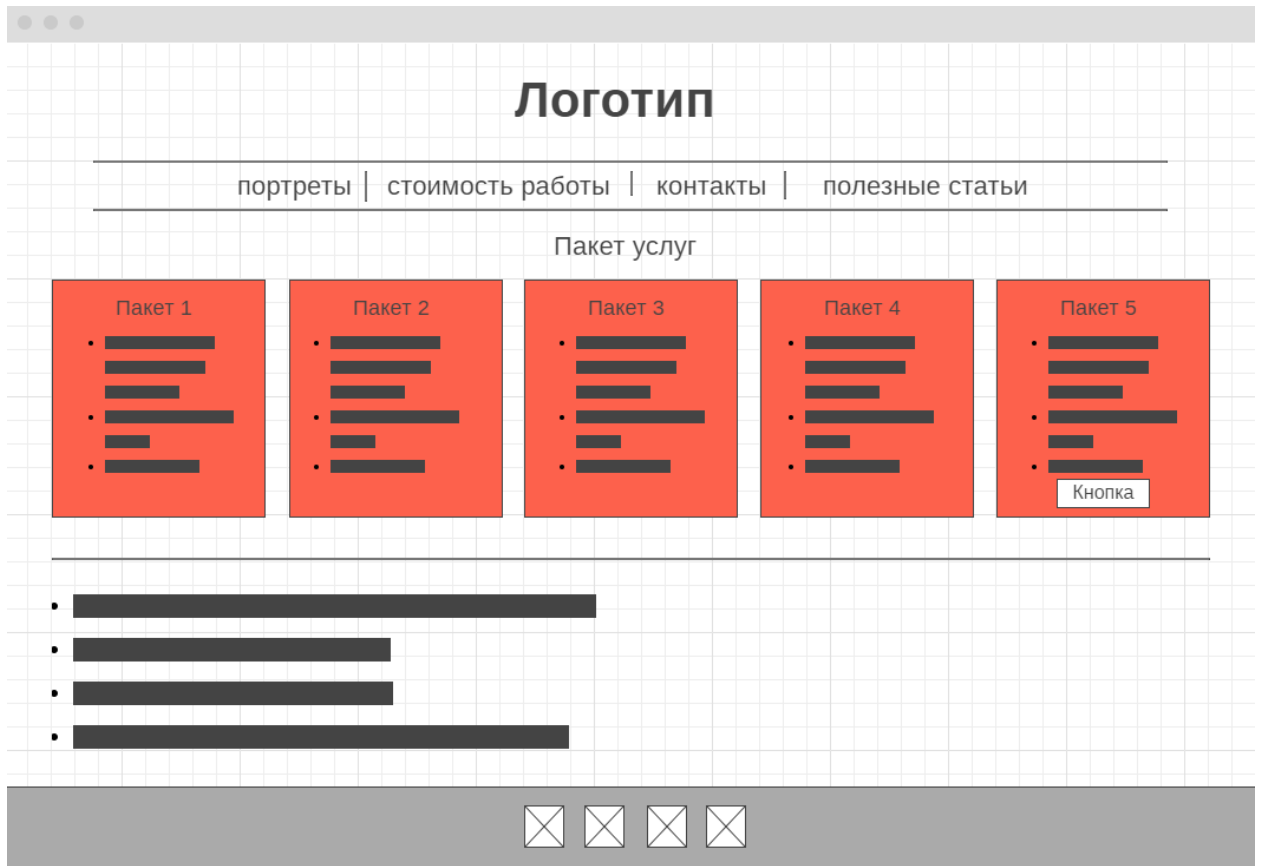 Логотип
портреты | стоимость работы | контакты | полезные статьи
Пакет услуг
Пакет 1
Пакет 2
Пакет 3
Пакет 4
Пакет 5
Кнопка